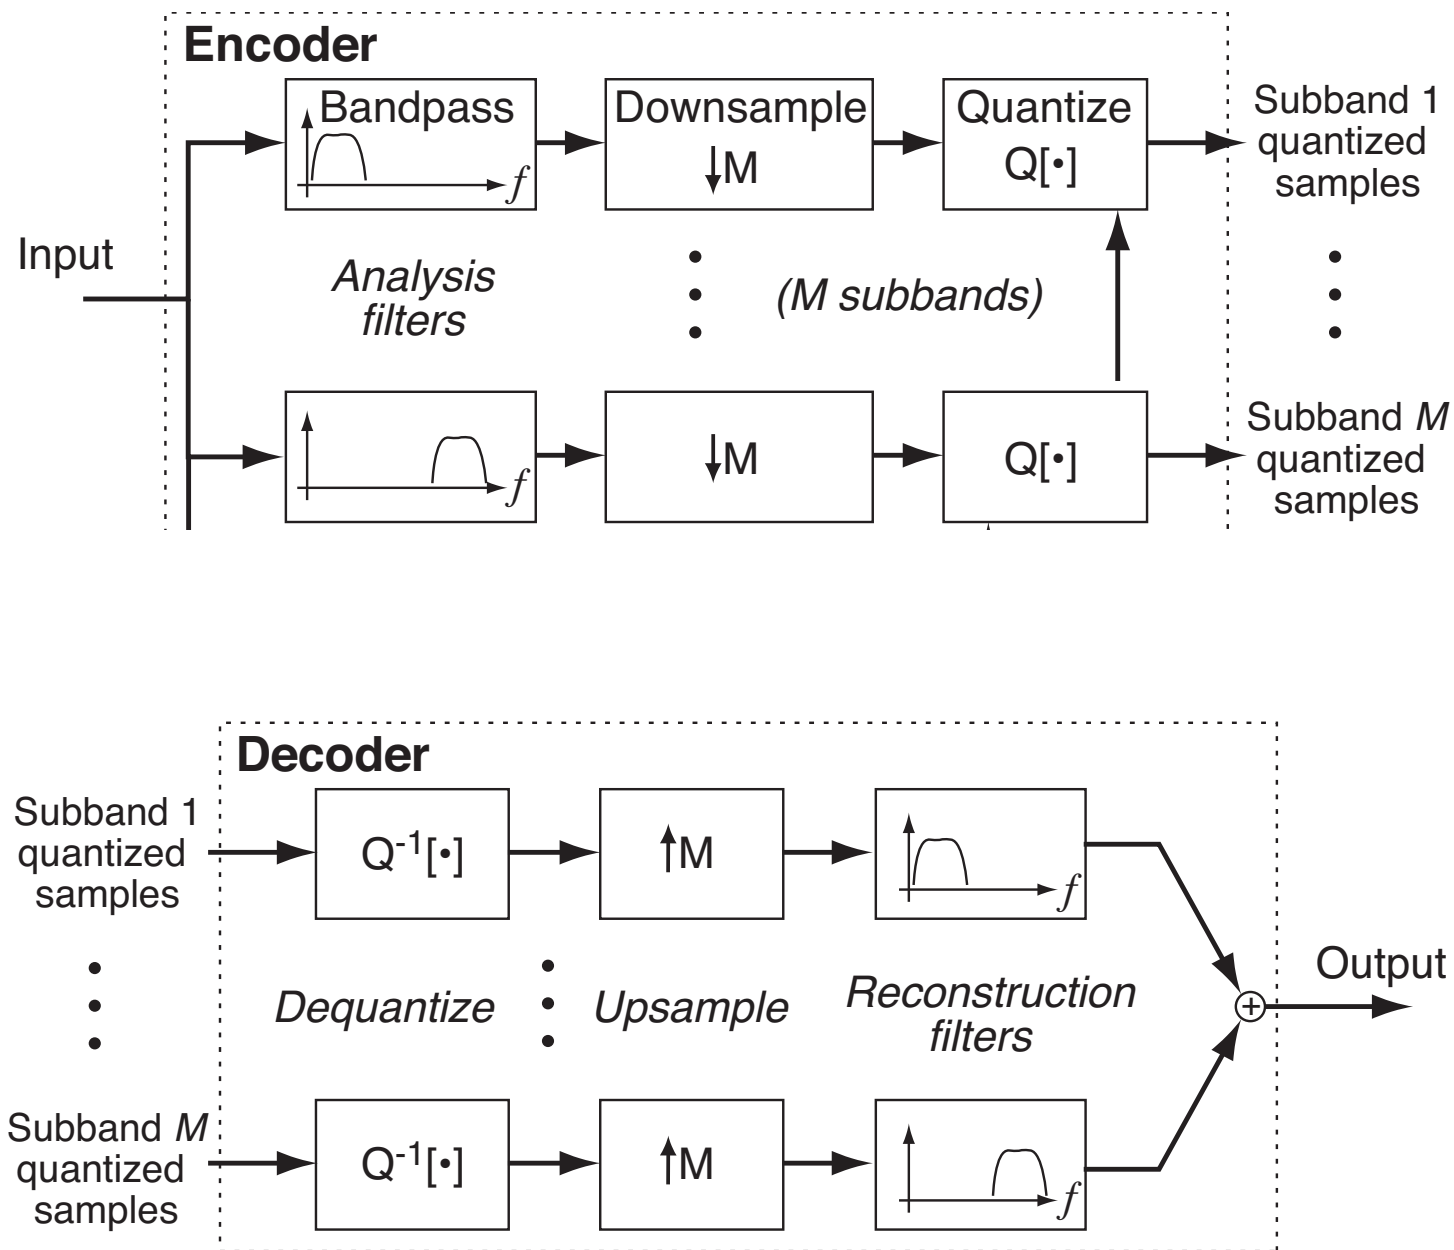 Encoder
Bandpass
f
Downsample
↓M
Quantize
Q[•]
Subband 1
quantized
samples
Input
Analysis
filters
(M subbands)
f
↓M
Q[•]
Subband M
quantized
samples
Decoder
Subband 1
quantized
samples
Q-1[•]
↑M
f
Dequantize
Upsample
Reconstruction
filters
+
Output
Subband M
quantized
samples
Q-1[•]
↑M
f